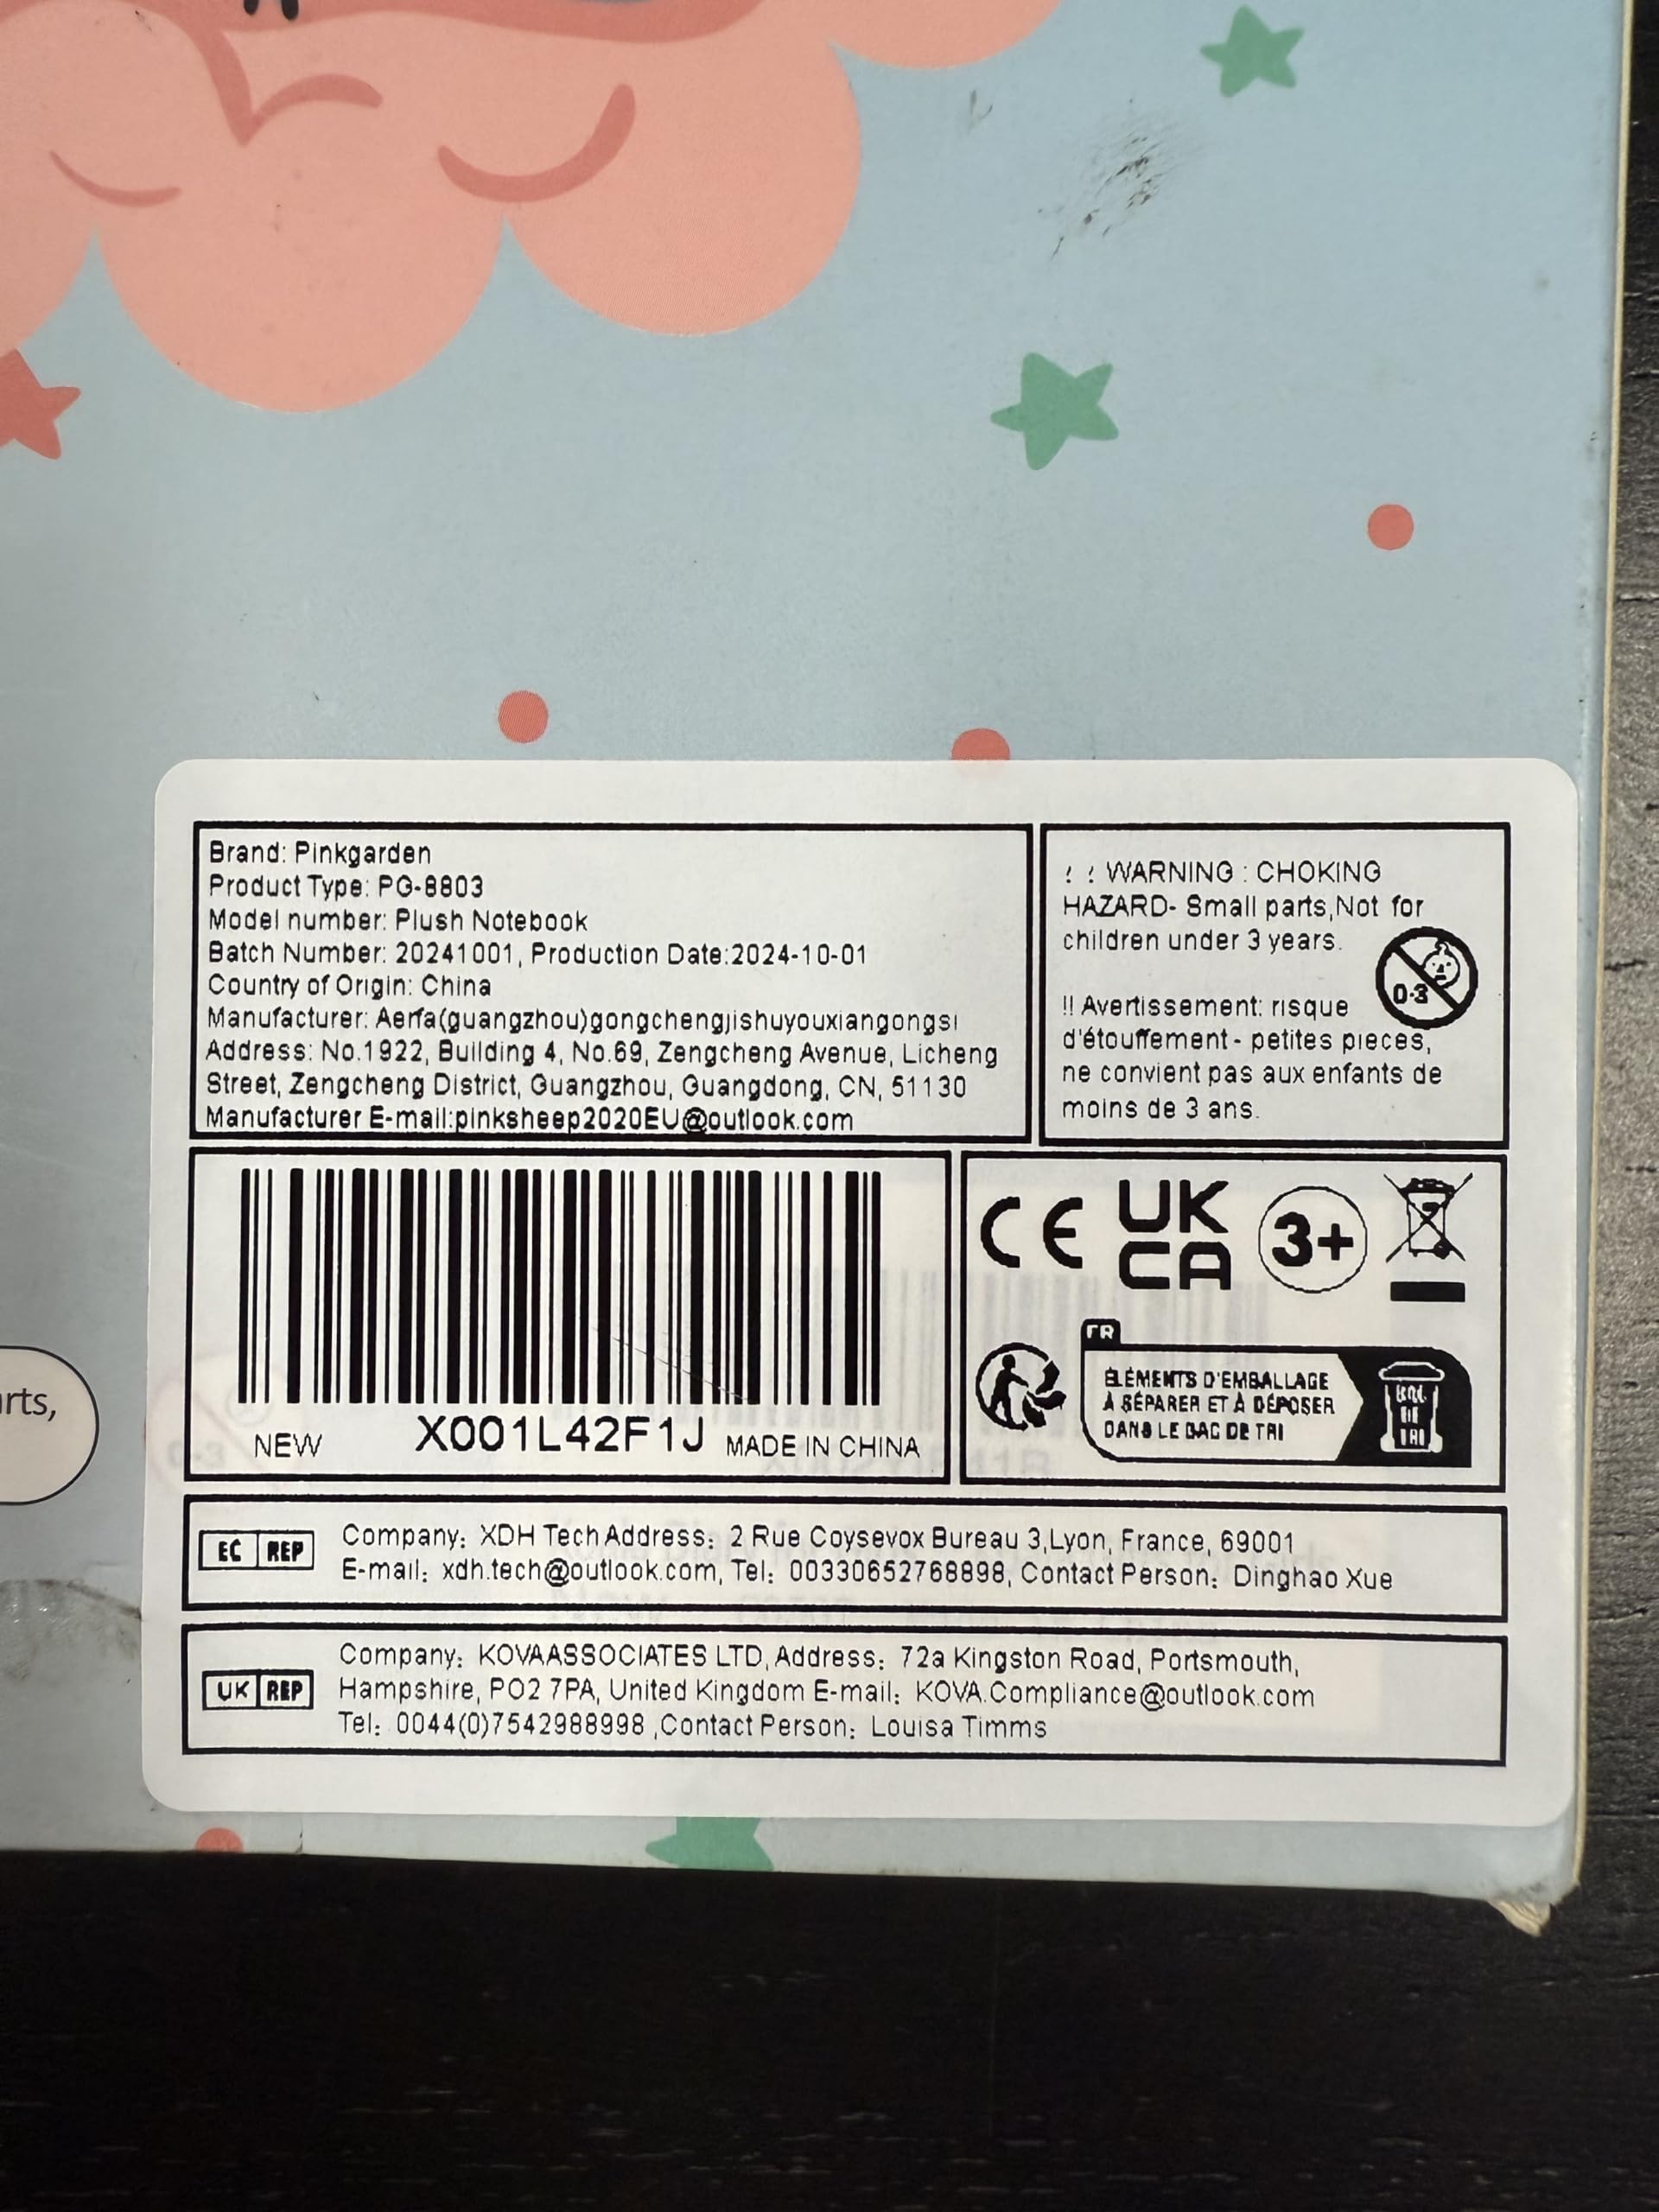 Brand: Pinkgarden
Product Type: PG-8803
Model number: Plush Notebook
Batch Number: 20241001, Production Date:2024-10-01
Country of Origin: China
Manufacturer: Aerfa(guangzhou)gongchengjishuyouxiangongsi
Address: No.1922, Building 4, No.69, Zengcheng Avenue, Licheng
Street, Zengcheng District, Guangzhou, Guangdong, CN, 51130
Manufacturer E-mail:pinksheep2020EU@outlook.com
! ! WARNING : CHOKING
HAZARD- Small parts,Not for
children under 3 years.
0-3
!! Avertissement: risque
d'étouffement - petites pieces,
ne convient pas aux enfants de
moins de 3 ans.
X001L42F1J
NEW
MADE IN CHINA
CE
UK
CA
3+
FR
ÉLÉMENTS D'EMBALLAGE
À SÉPARER ET À DÉPOSER
DANS LE BAC DE TRI
BAC
DE
TRI
rts,
EC REP
Company: XDH Tech Address: 2 Rue Coysevox Bureau 3,Lyon, France, 69001
E-mail: xdh.tech@outlook.com, Tel: 00330652768898, Contact Person: Dinghao Xue
UK REP
Company: KOVAASSOCIATES LTD, Address: 72a Kingston Road, Portsmouth,
Hampshire, PO2 7PA, United Kingdom E-mail: KOVA.Compliance@outlook.com
Tel: 0044(0)7542988998 ,Contact Person: Louisa Timms